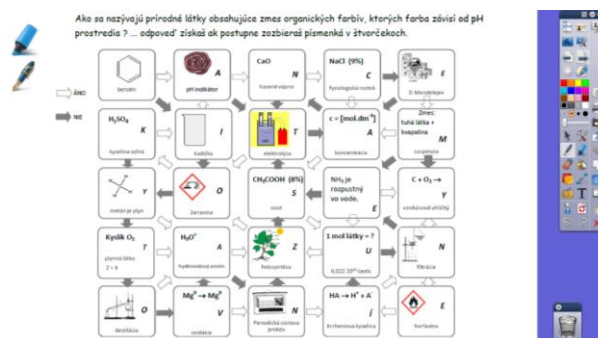 Ako sa nazývajú prírodné látky obsahujúce zmes organických farbív, ktorých farba závisí od pH
prostredia ? ... odpoveď získaš ak postupne zozbieraš písmenká v štvorčekoch.
ÁNO
NIE
benzén
A
pH indikátor
CaO
N
hasené vápno
NaCl (9%)
C
fyziologický roztok
E
D.I.Mendelejev
H₂SO₄
K
kyselina soľná
I
kadička
T
elektrolýza
c = [mol.dm⁻³]
A
koncentrácia
Zmes:
tuhá látka +
kvapalina
M
suspenzia
Y
metán je plyn
O
žieravina
CH₃COOH (8%)
S
ocot
NH₃ je
rozpustný
vo vode.
E
C + O₂ →
Y
vzniká oxid uhličitý
Kyslík O₂
T
plynná látka
Z = 8
H₃O⁺
A
hydroxidový anión
Z
fotosyntéza
1 mol látky = ?
U
6,022.10²³ častíc
N
filtrácia
O
destilácia
V
oxidácia
Periodická sústava
prvkov
N
HA → H⁺ + A⁻
Í
Arrheniova kyselina
E
horľavina
T